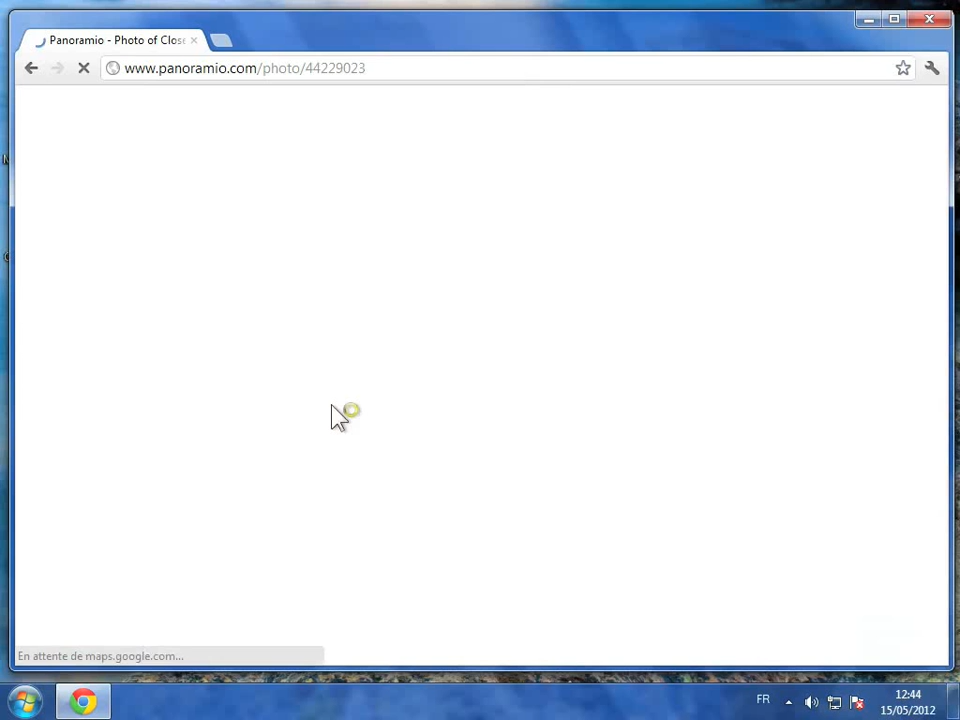 Panoramio - Photo of Close
www.panoramio.com/photo/44229023
En attente de maps.google.com...
FR
12:44
15/05/2012